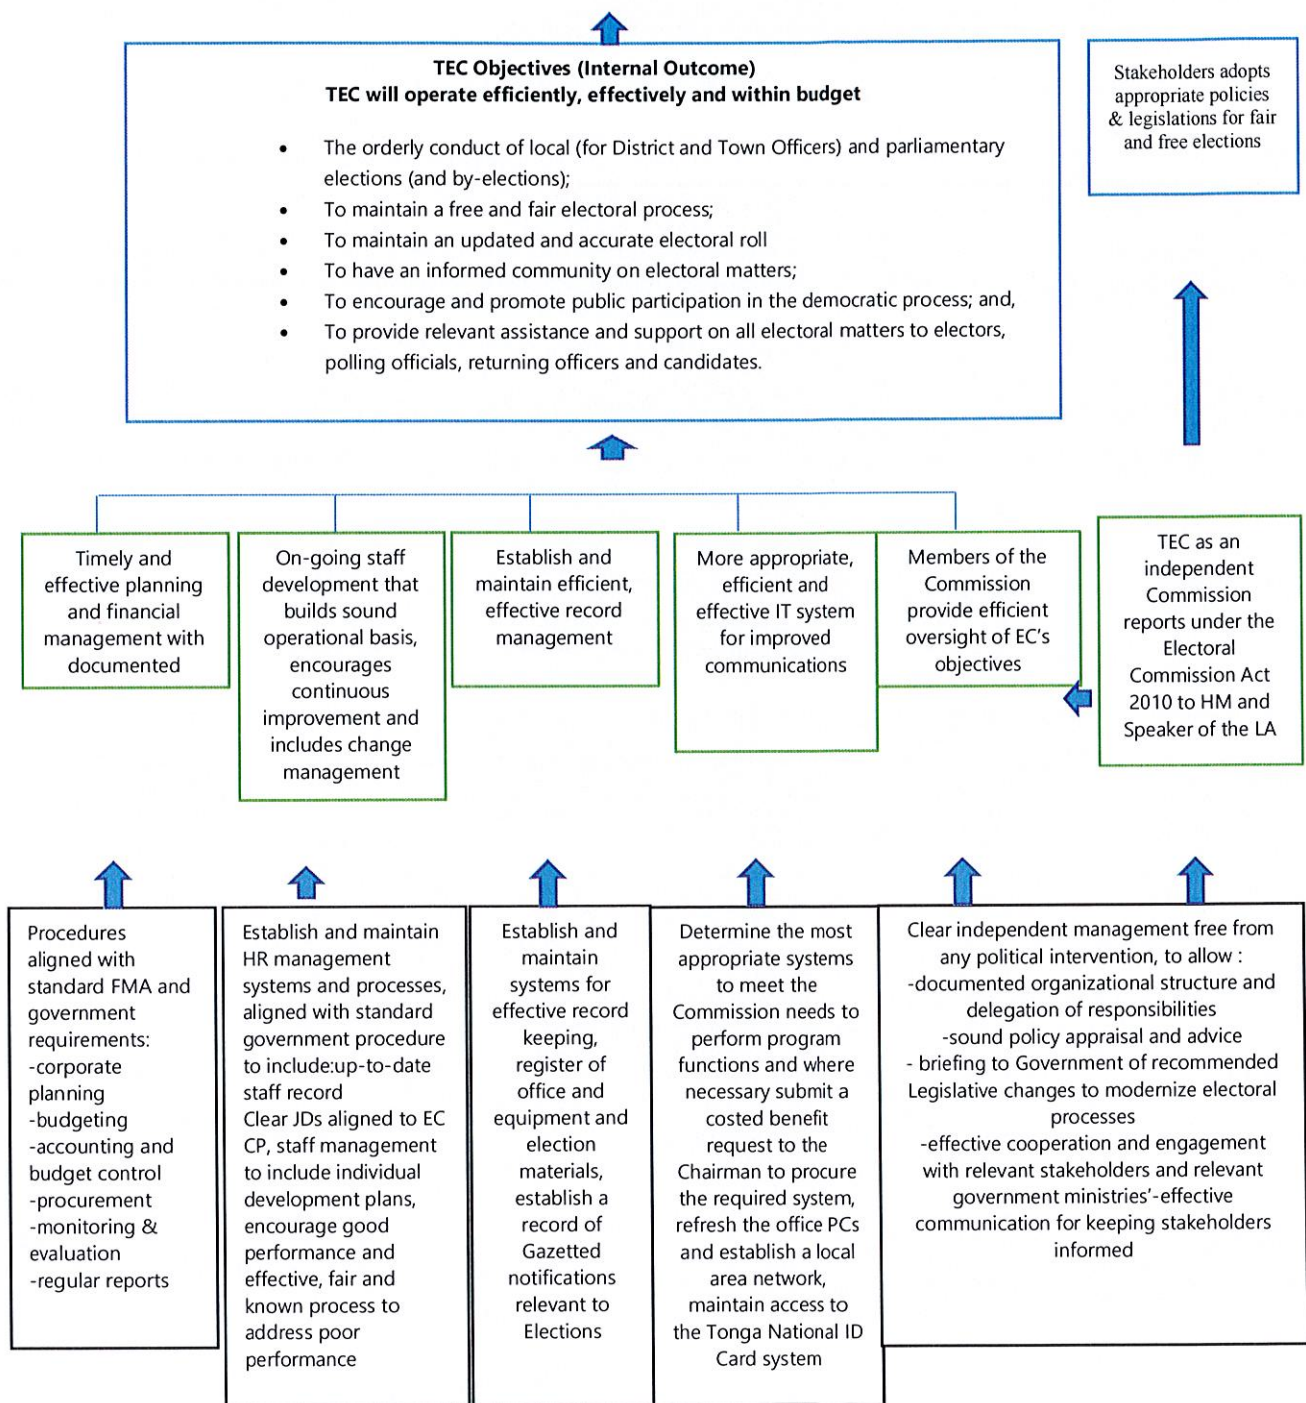 TEC Objectives (Internal Outcome)
TEC will operate efficiently, effectively and within budget
• The orderly conduct of local (for District and Town Officers) and parliamentary
elections (and by-elections);
• To maintain a free and fair electoral process;
• To maintain an updated and accurate electoral roll
• To have an informed community on electoral matters;
• To encourage and promote public participation in the democratic process; and,
• To provide relevant assistance and support on all electoral matters to electors,
polling officials, returning officers and candidates.
Stakeholders adopts
appropriate policies
& legislations for fair
and free elections
Timely and
effective planning
and financial
management with
documented
On-going staff
development that
builds sound
operational basis,
encourages
continuous
improvement and
includes change
management
Establish and
maintain efficient,
effective record
management
More appropriate,
efficient and
effective IT system
for improved
communications
Members of the
Commission
provide efficient
oversight of EC's
objectives
TEC as an
independent
Commission
reports under the
Electoral
Commission Act
2010 to HM and
Speaker of the LA
Procedures
aligned with
standard FMA and
government
requirements:
-corporate
planning
-budgeting
-accounting and
budget control
-procurement
-monitoring &
evaluation
-regular reports
Establish and maintain
HR management
systems and processes,
aligned with standard
government procedure
to include:up-to-date
staff record
Clear JDs aligned to EC
CP, staff management
to include individual
development plans,
encourage good
performance and
effective, fair and
known process to
address poor
performance
Establish and
maintain
systems for
effective record
keeping,
register of
office and
equipment and
election
materials,
establish a
record of
Gazetted
notifications
relevant to
Elections
Determine the most
appropriate systems
to meet the
Commission needs to
perform program
functions and where
necessary submit a
costed benefit
request to the
Chairman to procure
the required system,
refresh the office PCs
and establish a local
area network,
maintain access to
the Tonga National ID
Card system
Clear independent management free from
any political intervention, to allow :
-documented organizational structure and
delegation of responsibilities
-sound policy appraisal and advice
- briefing to Government of recommended
Legislative changes to modernize electoral
processes
-effective cooperation and engagement
with relevant stakeholders and relevant
government ministries'-effective
communication for keeping stakeholders
informed